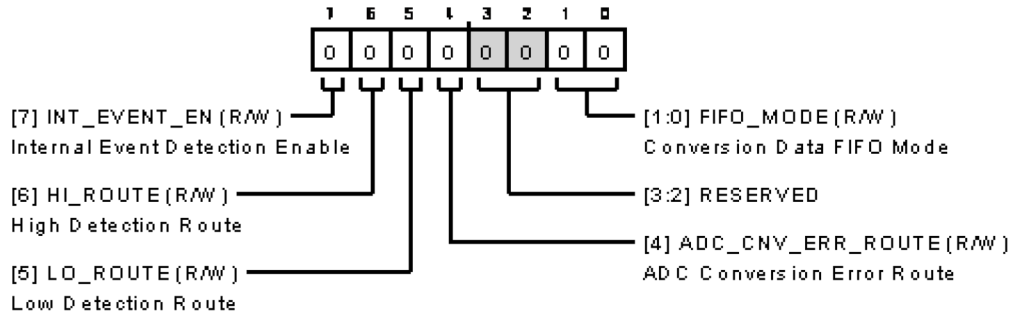 7 6 5 4 3 2 1 0
0 0 0 0 0 0 0 0
[7] INT_EVENT_EN (R/W)
Internal Event Detection Enable
[6] HI_ROUTE (R/W)
High Detection Route
[5] LO_ROUTE (R/W)
Low Detection Route
[1:0] FIFO_MODE (R/W)
Conversion Data FIFO Mode
[3:2] RESERVED
[4] ADC_CNV_ERR_ROUTE (R/W)
ADC Conversion Error Route